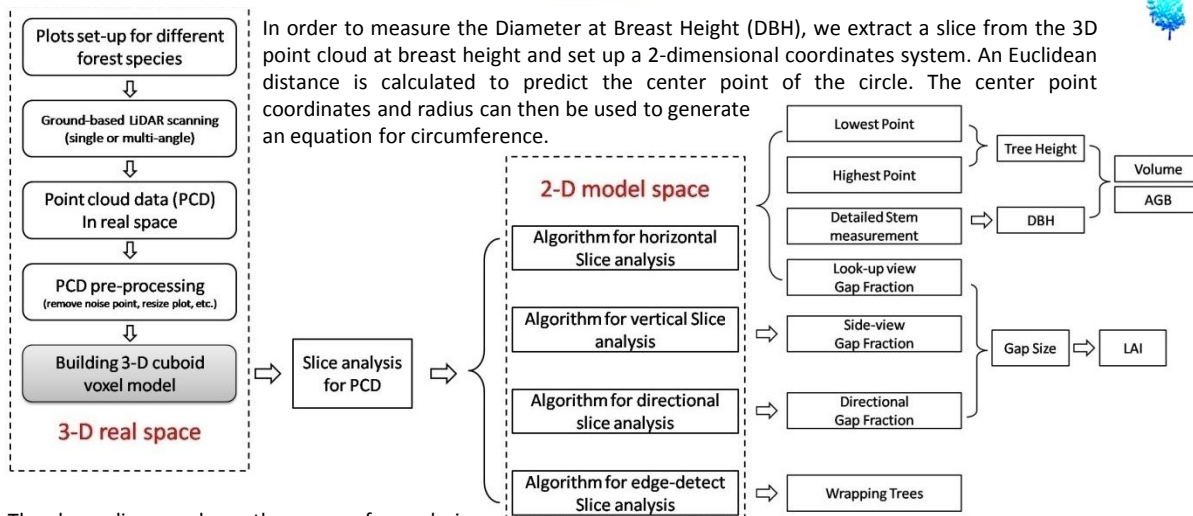 In order to measure the Diameter at Breast Height (DBH), we extract a slice from the 3D
point cloud at breast height and set up a 2-dimensional coordinates system. An Euclidean
distance is calculated to predict the center point of the circle. The center point
coordinates and radius can then be used to generate
an equation for circumference.
Plots set-up for different
forest species
Ground-based LiDAR scanning
(single or multi-angle)
Point cloud data (PCD)
In real space
PCD pre-processing
(remove noise point, resize plot, etc.)
Building 3-D cuboid
voxel model
3-D real space
Slice analysis
for PCD
2-D model space
Algorithm for horizontal
Slice analysis
Algorithm for vertical Slice
analysis
Algorithm for directional
slice analysis
Algorithm for edge-detect
Slice analysis
Lowest Point
Highest Point
Detailed Stem
measurement
Look-up view
Gap Fraction
Side-view
Gap Fraction
Directional
Gap Fraction
Wrapping Trees
Tree Height
DBH
Volume
AGB
Gap Size
LAI